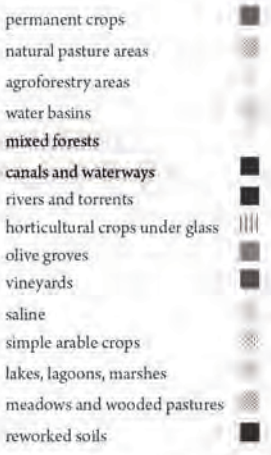 permanent crops
natural pasture areas
agroforestry areas
water basins
mixed forests
canals and waterways
rivers and torrents
horticultural crops under glass
olive groves
vineyards
saline
simple arable crops
lakes, lagoons, marshes
meadows and wooded pastures
reworked soils